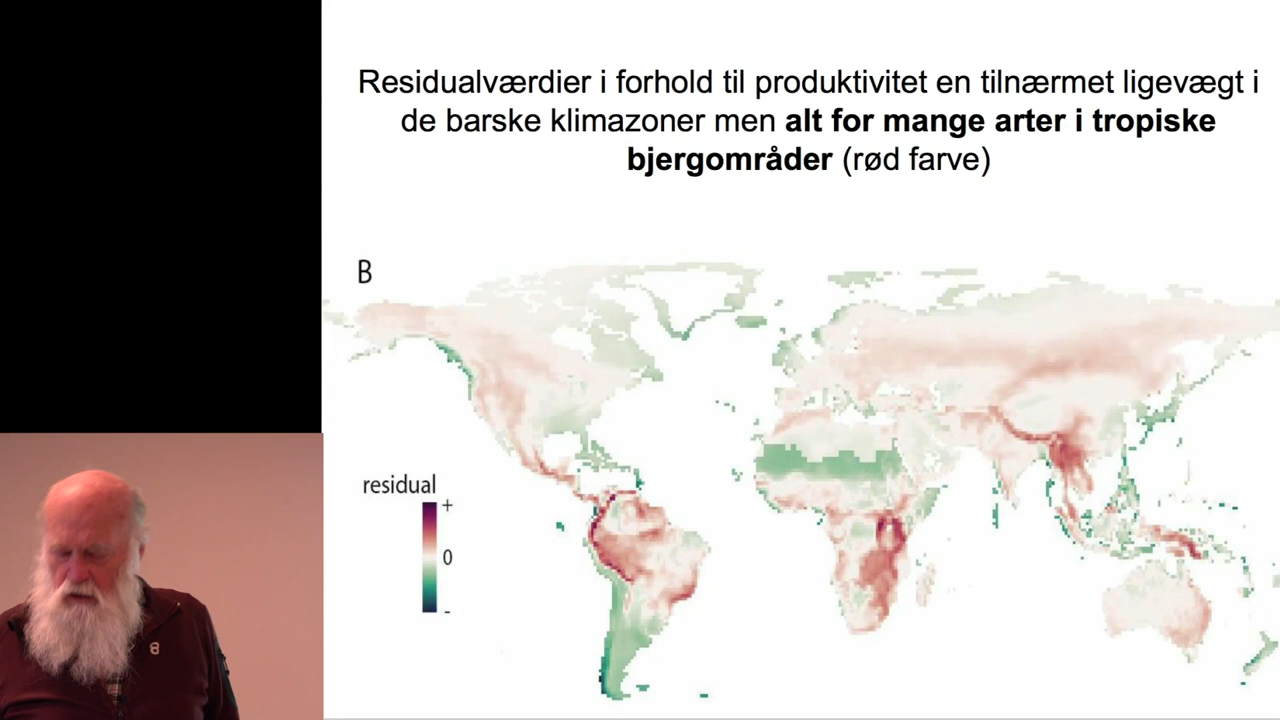 Residualværdier i forhold til produktivitet en tilnærmet ligevægt i
de barske klimazoner men alt for mange arter i tropiske
bjergområder (rød farve)
B
residual
+
0
-